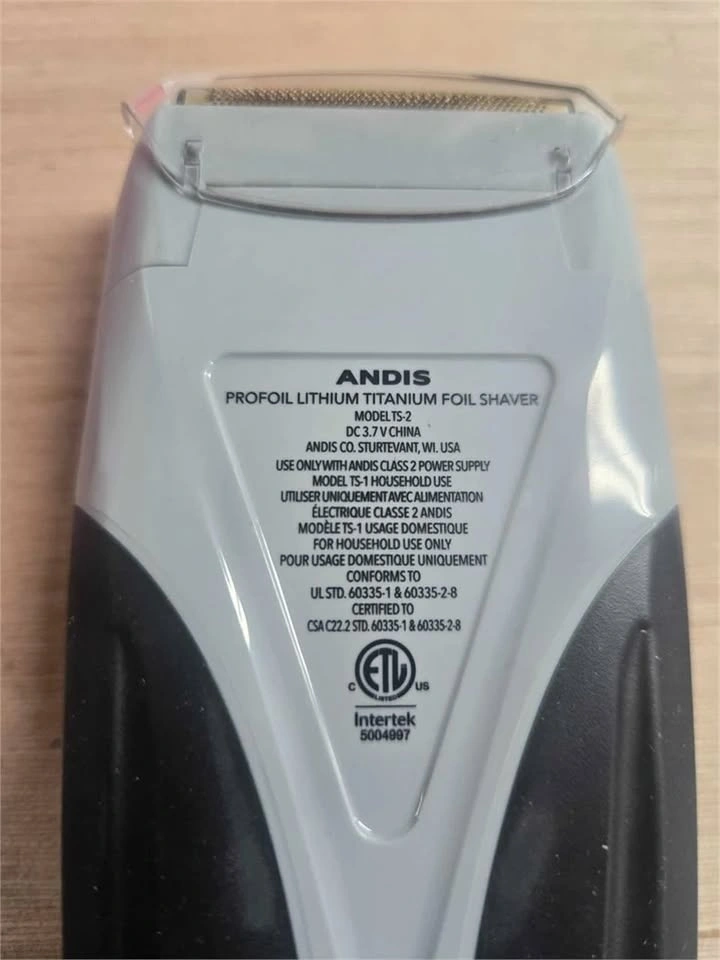 ANDIS
PROFOIL LITHIUM TITANIUM FOIL SHAVER
MODEL TS-2
DC 3.7 V CHINA
ANDIS CO. STURTEVANT, WI. USA
USE ONLY WITH ANDIS CLASS 2 POWER SUPPLY
MODEL TS-1 HOUSEHOLD USE
UTILISER UNIQUEMENT AVEC ALIMENTATION
ÉLECTRIQUE CLASSE 2 ANDIS
MODÈLE TS-1 USAGE DOMESTIQUE
FOR HOUSEHOLD USE ONLY
POUR USAGE DOMESTIQUE UNIQUEMENT
CONFORMS TO
UL STD. 60335-1 & 60335-2-8
CERTIFIED TO
CSA C22.2 STD. 60335-1 & 60335-2-8
ETL
LISTED
C US
Intertek
5004997